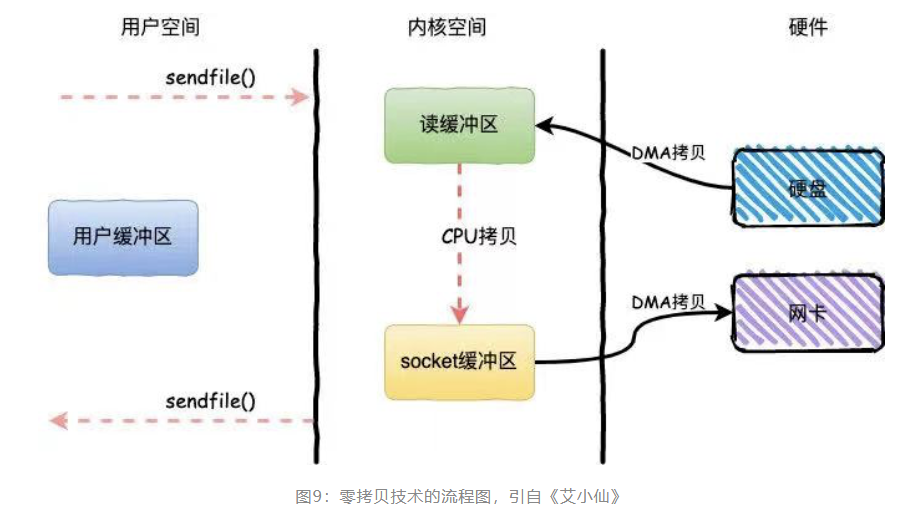 用户空间
内核空间
硬件
sendfile()
读缓冲区
DMA拷贝
硬盘
用户缓冲区
CPU拷贝
DMA拷贝
网卡
socket缓冲区
sendfile()
图9：零拷贝技术的流程图，引自《艾小仙》